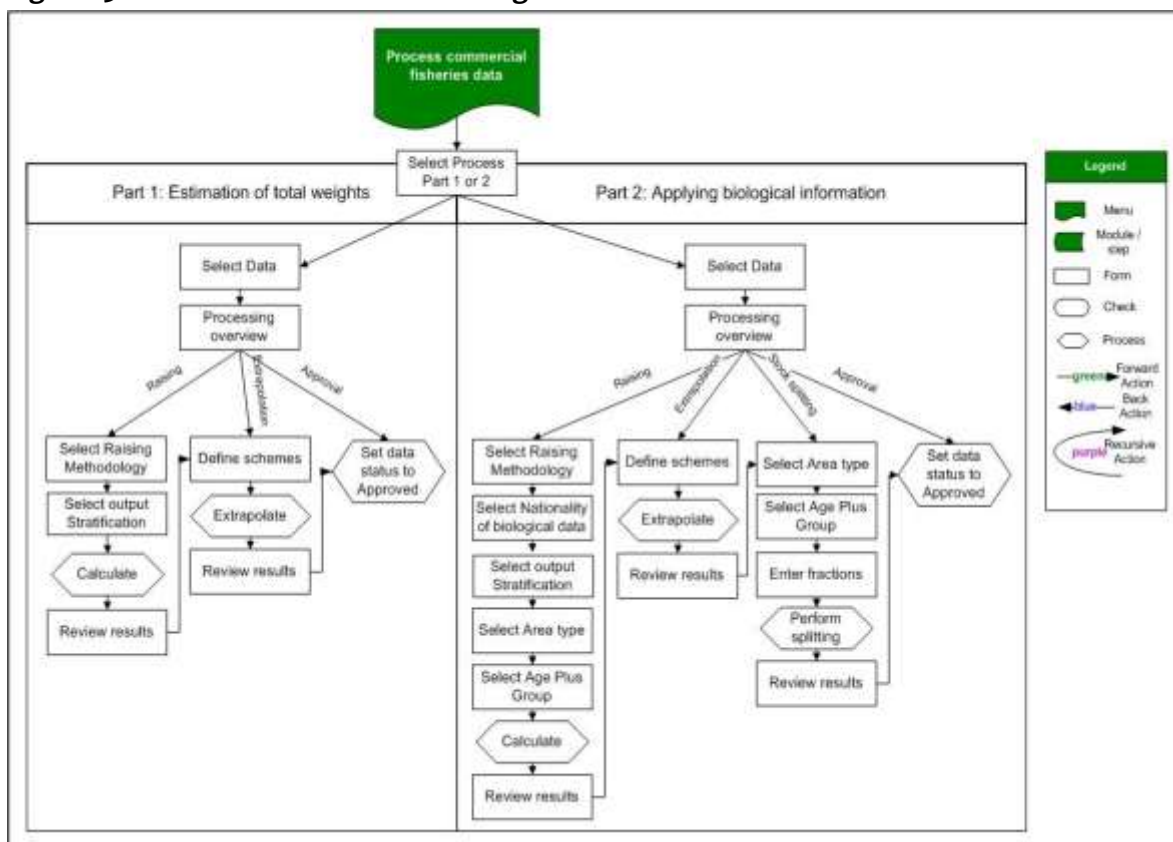 Process commercial
fisheries data
Select Process
Part 1 or 2
Part 1: Estimation of total weights
Part 2: Applying biological information
Select Data
Processing
overview
Raising
Extrapolation
Approval
Select Raising
Methodology
Select output
Stratification
Calculate
Review results
Define schemes
Extrapolate
Review results
Set data
status to
Approved
Select Data
Processing
overview
Raising
Extrapolation
Stock splitting
Approval
Select Raising
Methodology
Select Nationality
of biological data
Select output
Stratification
Select Area type
Select Age Plus
Group
Calculate
Review results
Define schemes
Extrapolate
Review results
Select Area type
Select Age Plus
Group
Enter fractions
Perform
splitting
Review results
Set data
status to
Approved
Legend
Menu
Module /
step
Form
Check
Process
green
Forward
Action
blue
Back
Action
purple
Recursive
Action